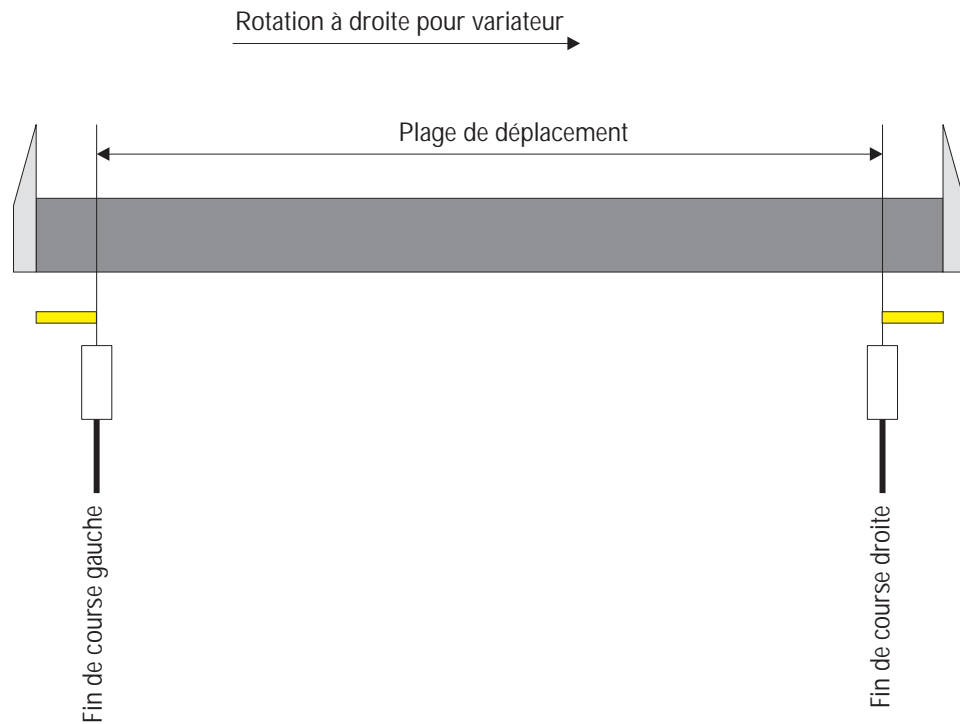 Rotation à droite pour variateur
Plage de déplacement
Fin de course gauche
Fin de course droite